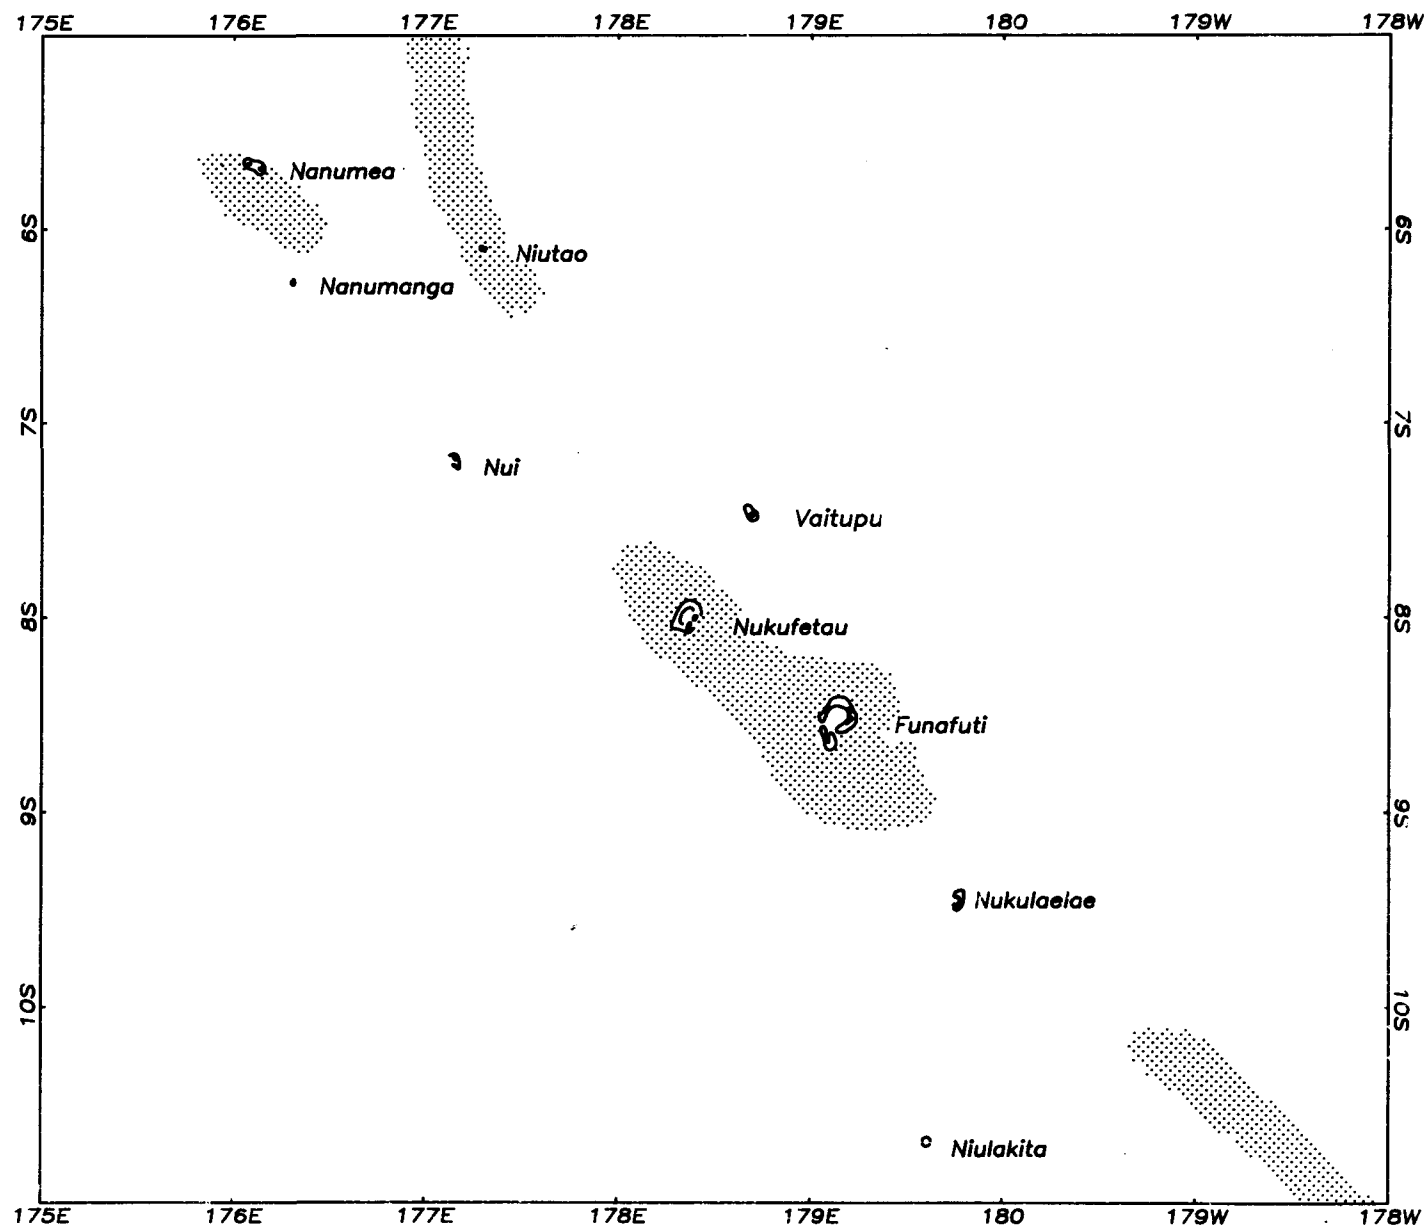 175E 176E 177E 178E 179E 180 179W 178W
Nanumea
6S 6S
Niutao
Nanumanga
7S 7S
Nui
Vaitupu
8S 8S
Nukufetau
Funafuti
9S 9S
Nukulaelae
10S 10S
Niulakita
175E 176E 177E 178E 179E 180 179W 178W